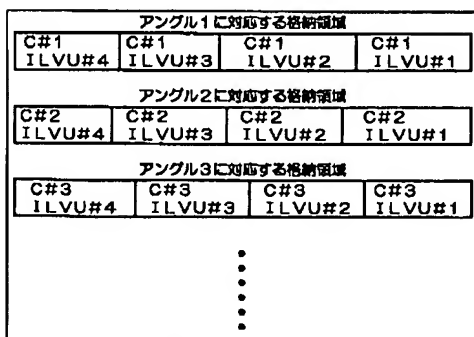 アングル1に対応する格納領域
C#1 C#1 C#1 C#1
ILVU#4 ILVU#3 ILVU#2 ILVU#1
アングル2に対応する格納領域
C#2 C#2 C#2 C#2
ILVU#4 ILVU#3 ILVU#2 ILVU#1
アングル3に対応する格納領域
C#3 C#3 C#3 C#3
ILVU#4 ILVU#3 ILVU#2 ILVU#1